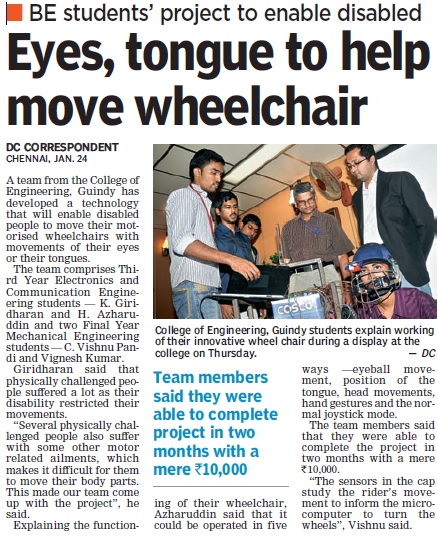 BE students' project to enable disabled
Eyes, tongue to help
move wheelchair
DC CORRESPONDENT
CHENNAI, JAN. 24
A team from the College of
Engineering, Guindy has
developed a technology
that will enable disabled
people to move their mot-
orised wheelchairs with
movements of their eyes
or their tongues.
The team comprises Thi-
rd Year Electronics and
Communication Engine-
ering students — K. Giri-
dharan and H. Azharu-
ddin and two Final Year
Mechanical Engineering
students — C. Vishnu Pan-
di and Vignesh Kumar.
Giridharan said that
physically challenged peo-
ple suffered a lot as their
disability restricted their
movements.
"Several physically chal-
lenged people also suffer
with some other motor
related ailments, which
makes it difficult for them
to move their body parts.
This made our team come
up with the project", he
said.
Explaining the function-
COSCO
College of Engineering, Guindy students explain working
of their innovative wheel chair during a display at the
college on Thursday.
— DC
Team members
said they were
able to complete
project in two
months with a
mere ₹10,000
ing of their wheelchair,
Azharuddin said that it
could be operated in five
ways —eyeball move-
ment, position of the
tongue, head movements,
hand gestures and the nor-
mal joystick mode.
The team members said
that they were able to
complete the project in
two months with a mere
₹10,000.
"The sensors in the cap
study the rider's move-
ment to inform the micro-
computer to turn the
wheels", Vishnu said.